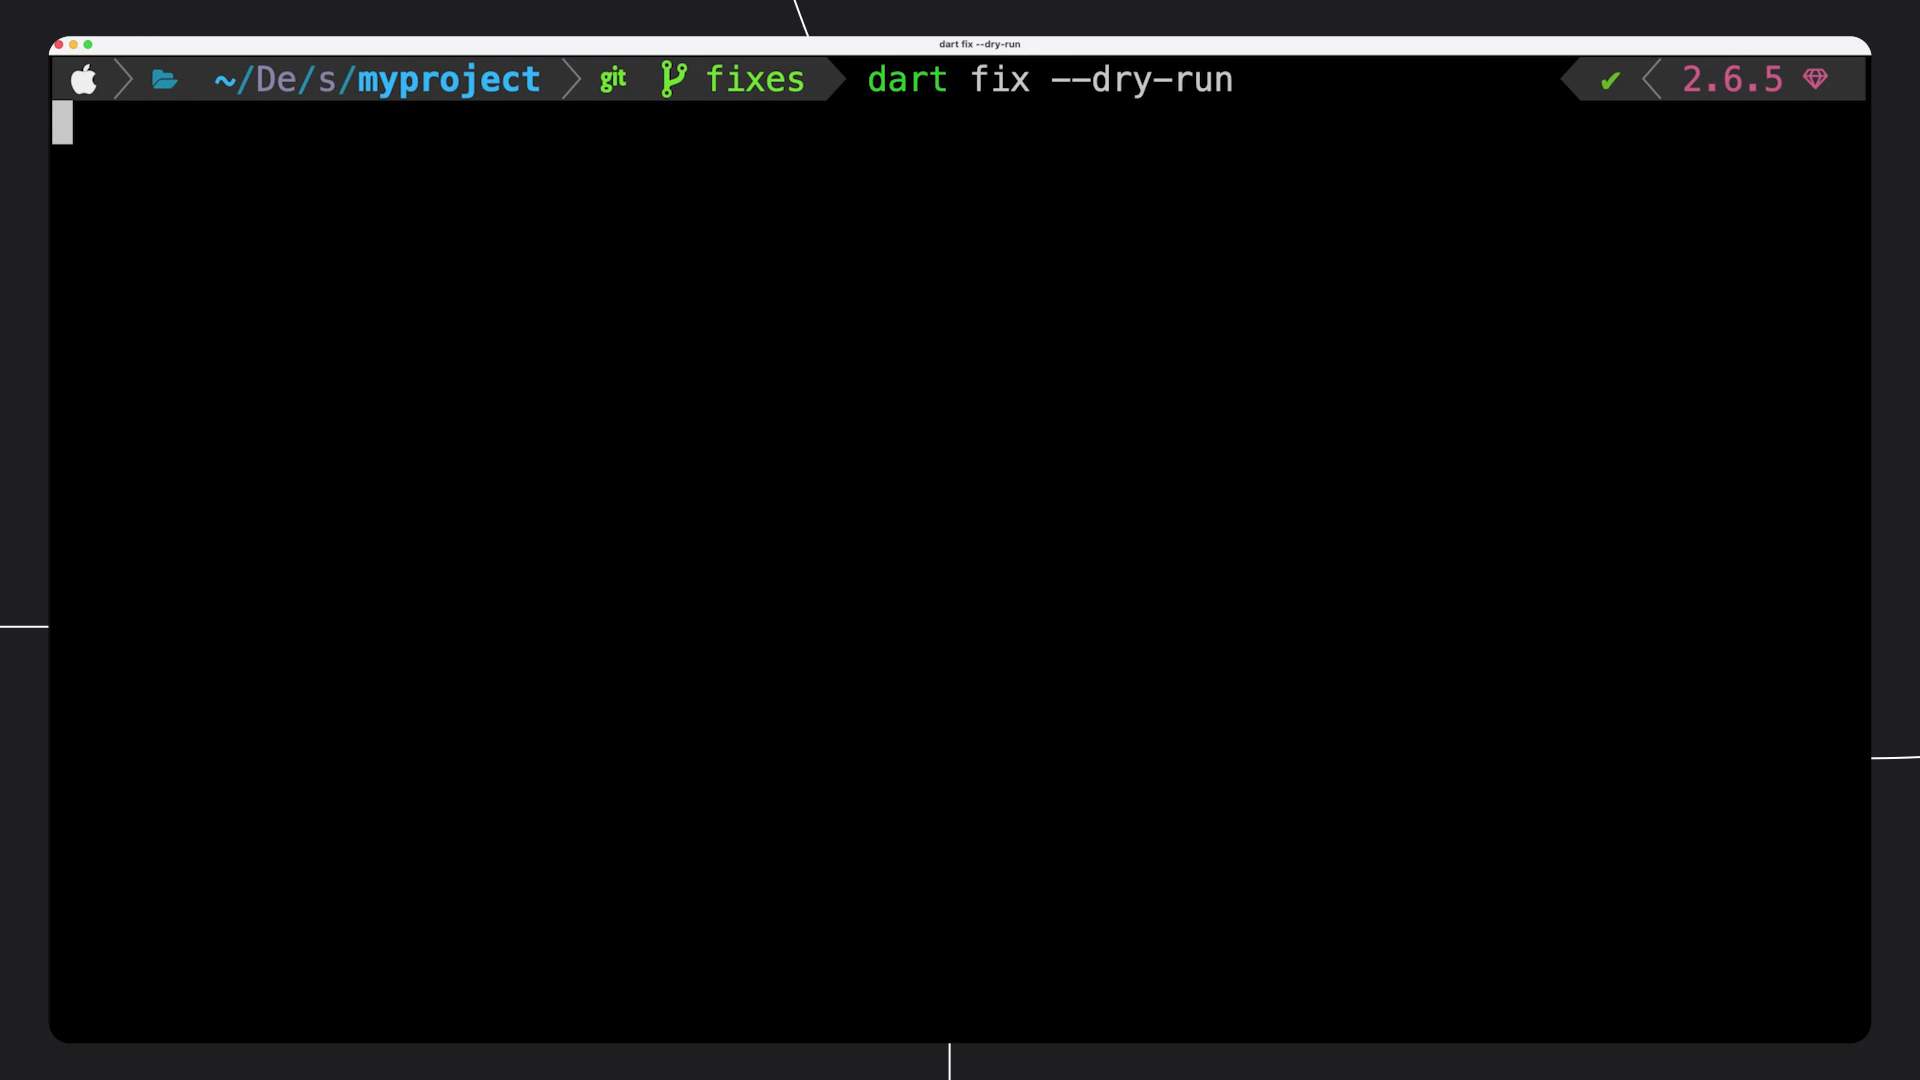 dart fix --dry-run
~/De/s/myproject git fixes dart fix --dry-run ✔ 2.6.5